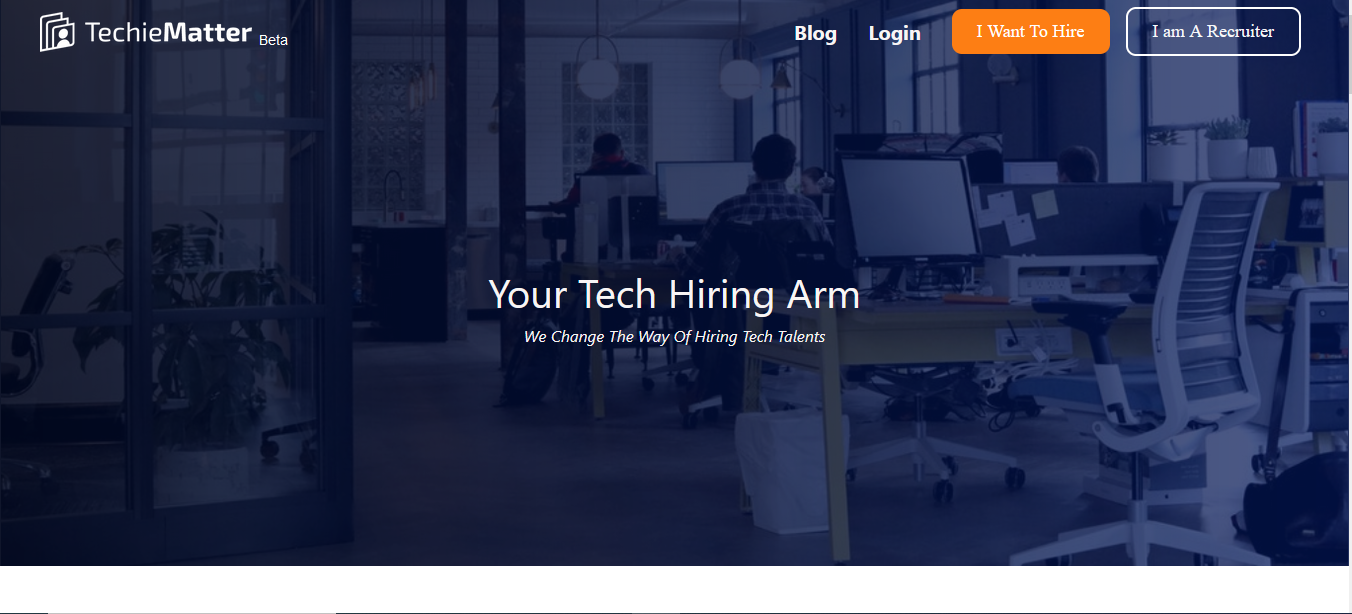 TechieMatter Beta
Blog
Login
I Want To Hire
I am A Recruiter
Your Tech Hiring Arm
We Change The Way Of Hiring Tech Talents